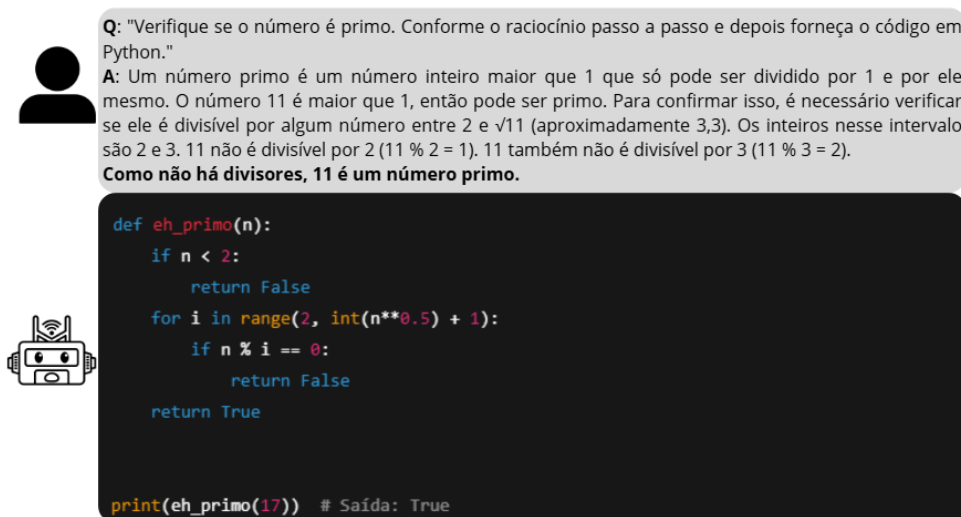 Q: "Verifique se o número é primo. Conforme o raciocínio passo a passo e depois forneça o código em
Python."
A: Um número primo é um número inteiro maior que 1 que só pode ser dividido por 1 e por ele
mesmo. O número 11 é maior que 1, então pode ser primo. Para confirmar isso, é necessário verificar
se ele é divisível por algum número entre 2 e √11 (aproximadamente 3,3). Os inteiros nesse intervalo
são 2 e 3. 11 não é divisível por 2 (11 % 2 = 1). 11 também não é divisível por 3 (11 % 3 = 2).
Como não há divisores, 11 é um número primo.
def eh_primo(n):
    if n < 2:
        return False
    for i in range(2, int(n**0.5) + 1):
        if n % i == 0:
            return False
    return True
print(eh_primo(17))  # Saída: True